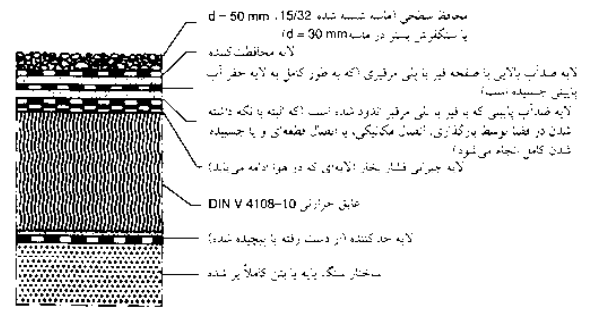 محافظ سطحی (ماسه شسته شده 15/32، d = 50 mm
یا سنگفرش بستر در ماسه d = 30 mm)
لایه محافظت‌کننده
لایه ضدآب بالایی با صفحه قیر با پلی مرقیری (که به طور کامل به لایه ضدآب
پایینی چسبیده است)
لایه ضدآب پایینی که با قیر یا پلی مرقیر اندود شده است (که البته با نگه داشته
شدن در فضا توسط بارگذاری، اتصال مکانیکی، یا اتصال قطعه‌ای و یا چسبیده
شدن کامل انجام می‌شود)
لایه جبرانی فشار بخار (لایه‌ای که در هوا ادامه می‌یابد)
عایق حرارتی DIN V 4108-10
لایه جداکننده (از دست رفته یا پیچیده شده)
ساختار سنگ پایه یا بتن کاملاً پر شده